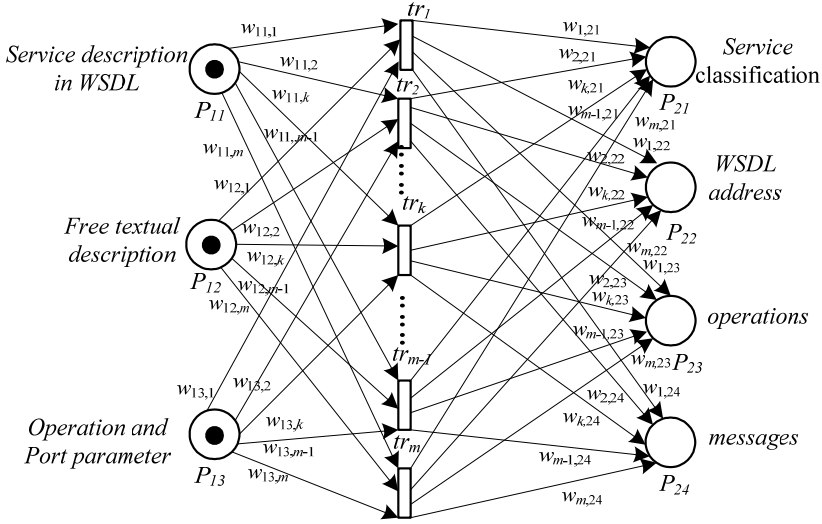 tr1
w11,1
w1,21
Service description
in WSDL
Service
classification
w11,2
w2,21
tr2
w11,k
wk,21
P11
P21
wm-1,21
wm,21
w11,,m-1
w11,m
w1,22
w2,22
WSDL
address
w12,1
wk,22
trk
Free textual
description
w12,2
wm-1,22
P22
wm,22
w12,k
w1,23
P12
w12,m-1
w2,23
wk,23
w12,m
operations
wm-1,23
trm-1
wm,23
P23
w13,1
w13,2
w1,24
w2,24
Operation and
Port parameter
w13,k
wk,24
messages
trm
w13,m-1
wm-1,24
P13
w13,m
P24
wm,24